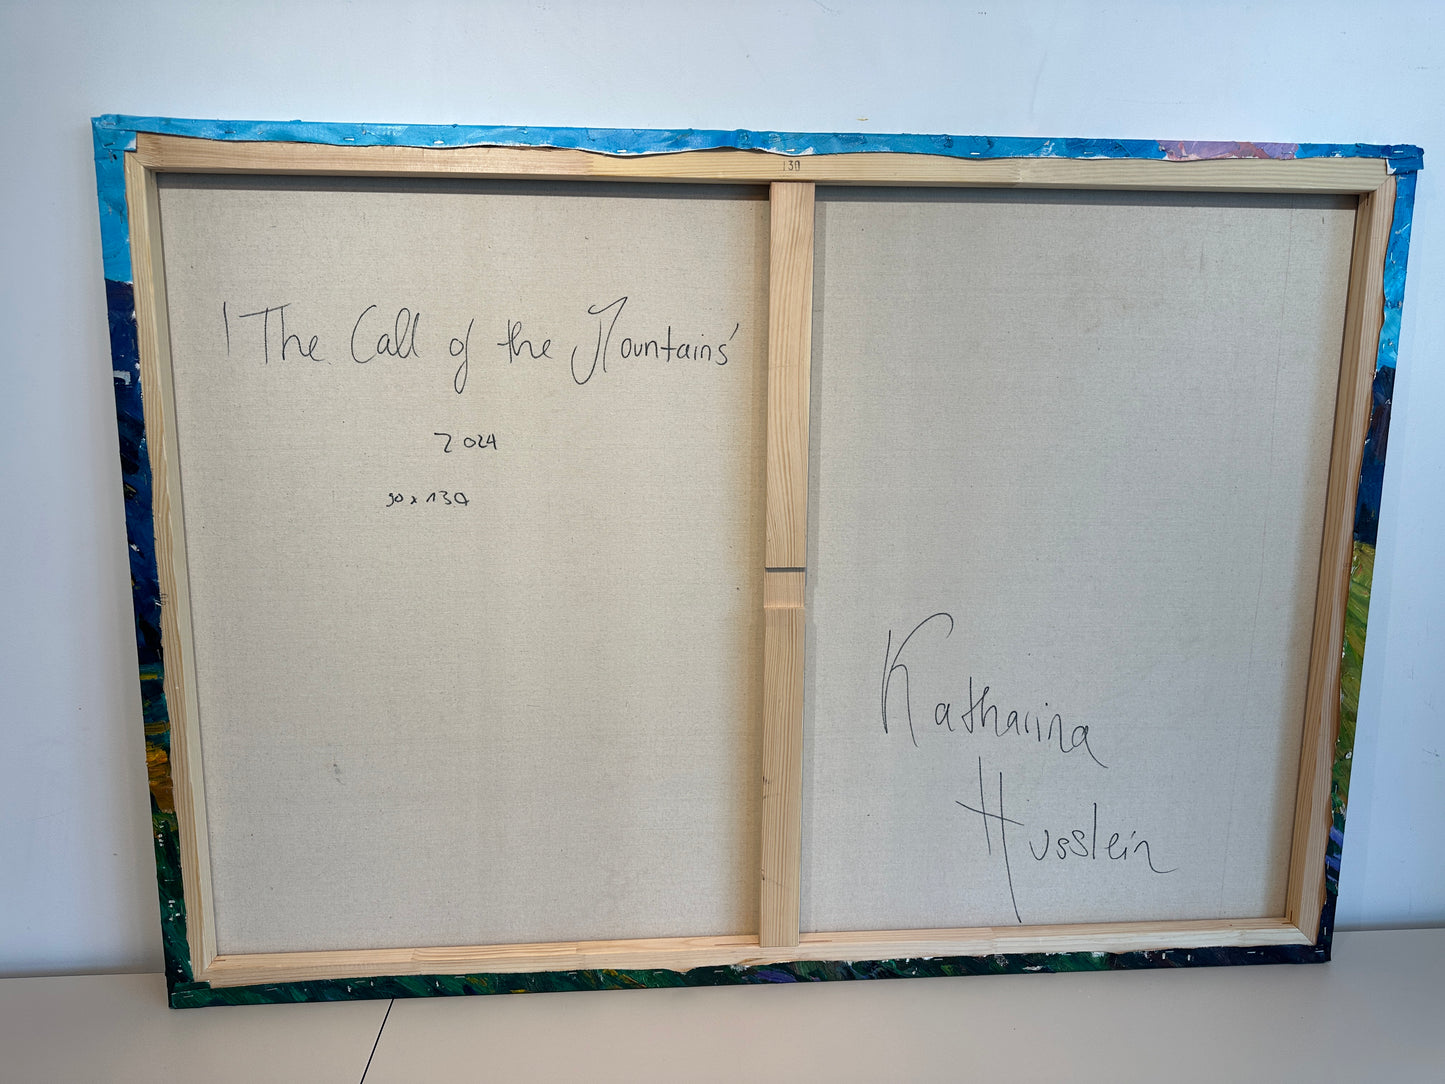 130
'The Call of the Mountains'
2024
90 x 130
Katharina
Husslein